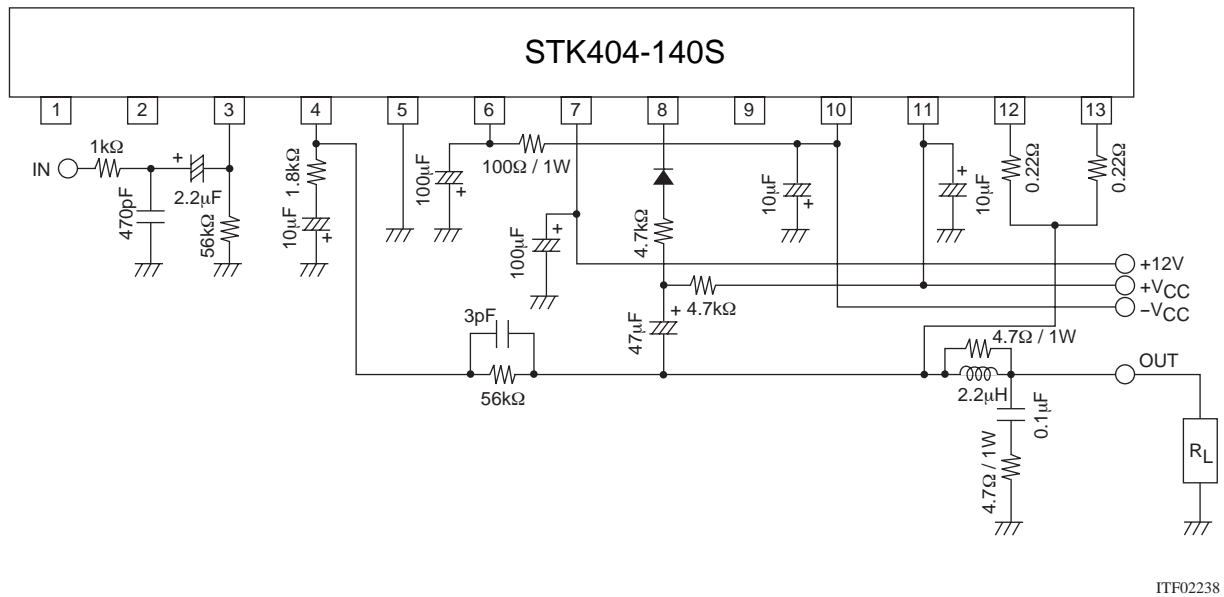 STK404-140S
1 2 3 4 5 6 7 8 9 10 11 12 13
IN
1kΩ
470pF
+
2.2μF
56kΩ
1.8kΩ
10μF
+
100μF
+
100Ω / 1W
100μF
+
4.7kΩ
10μF
+
+
10μF
0.22Ω
0.22Ω
+12V
+VCC
−VCC
4.7kΩ
47μF
+
3pF
56kΩ
4.7Ω / 1W
2.2μH
OUT
0.1μF
4.7Ω / 1W
RL
ITF02238